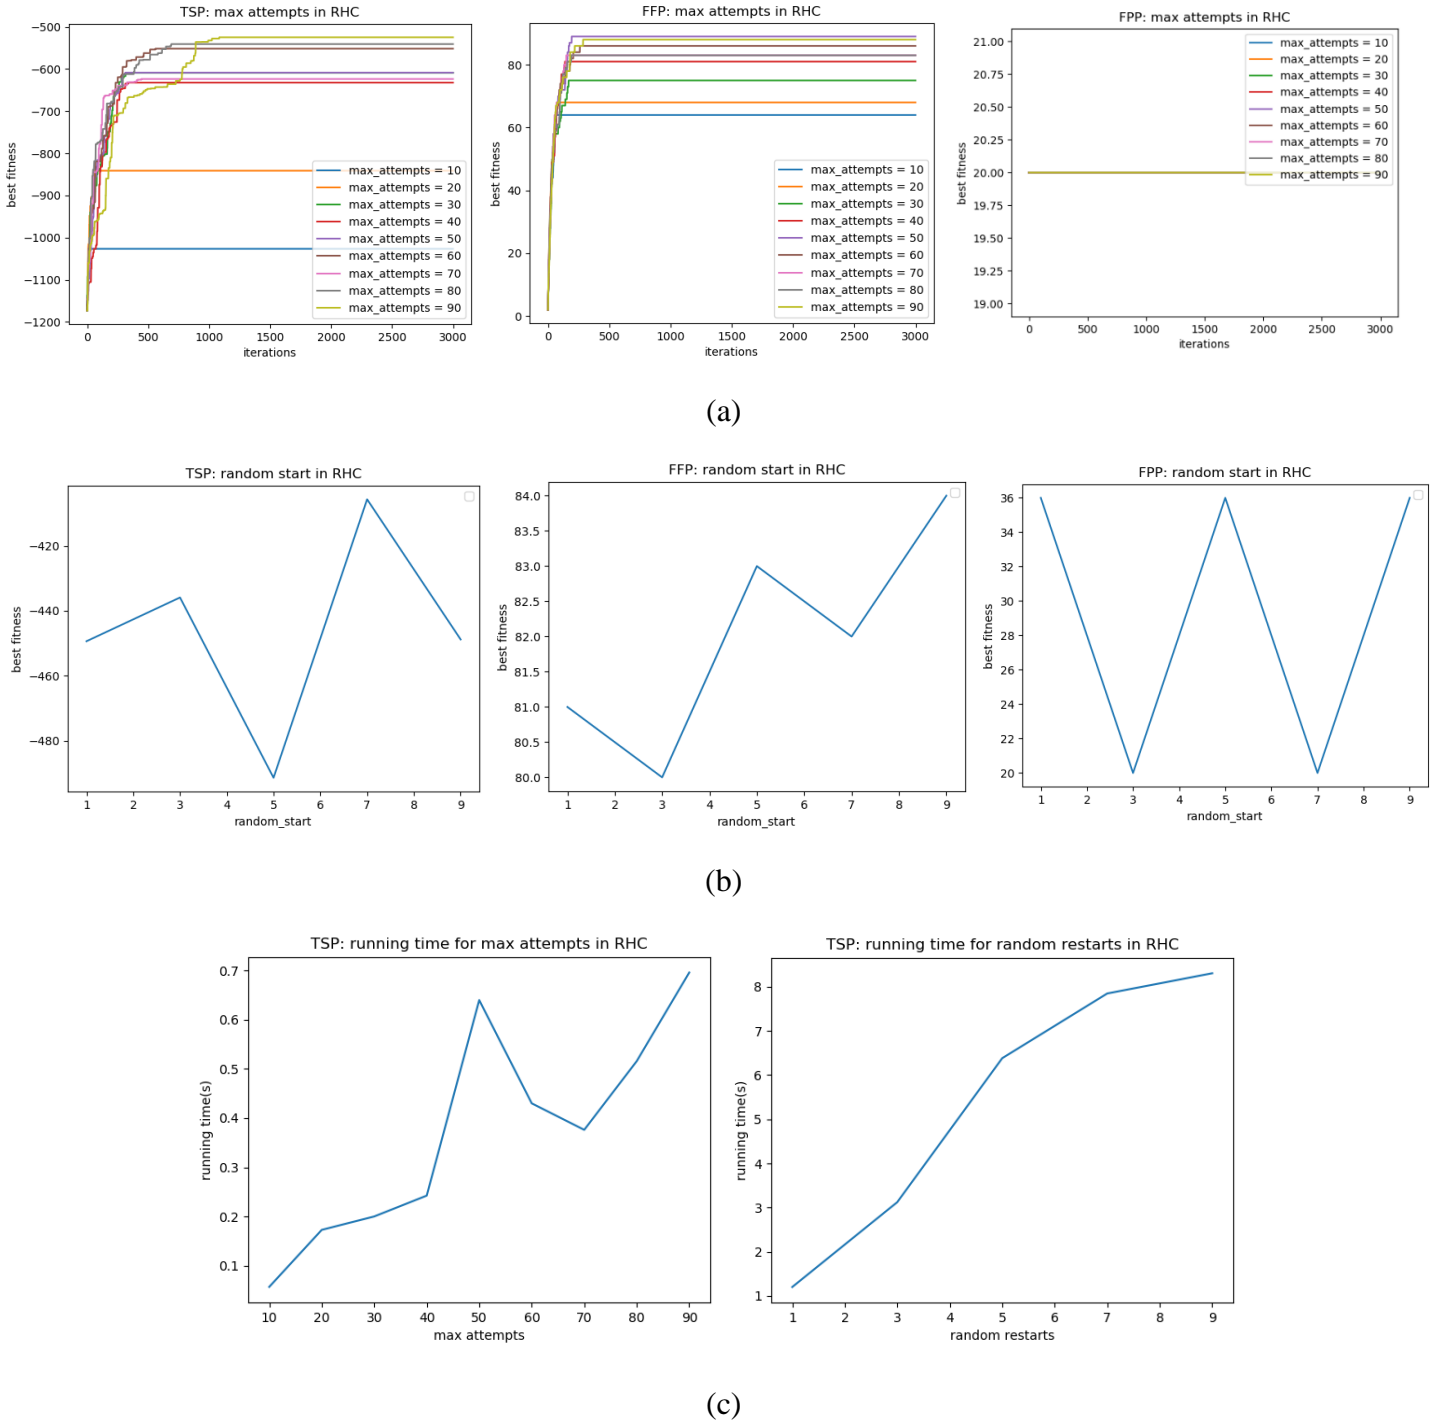 TSP: max attempts in RHC
best fitness
−500
−600
−700
−800
−900
−1000
−1100
−1200
0 500 1000 1500 2000 2500 3000
iterations
max_attempts = 10
max_attempts = 20
max_attempts = 30
max_attempts = 40
max_attempts = 50
max_attempts = 60
max_attempts = 70
max_attempts = 80
max_attempts = 90
FFP: max attempts in RHC
best fitness
80
60
40
20
0
0 500 1000 1500 2000 2500 3000
iterations
max_attempts = 10
max_attempts = 20
max_attempts = 30
max_attempts = 40
max_attempts = 50
max_attempts = 60
max_attempts = 70
max_attempts = 80
max_attempts = 90
FPP: max attempts in RHC
best fitness
21.00
20.75
20.50
20.25
20.00
19.75
19.50
19.25
19.00
0 500 1000 1500 2000 2500 3000
iterations
max_attempts = 10
max_attempts = 20
max_attempts = 30
max_attempts = 40
max_attempts = 50
max_attempts = 60
max_attempts = 70
max_attempts = 80
max_attempts = 90
(a)
TSP: random start in RHC
best fitness
−420
−440
−460
−480
1 2 3 4 5 6 7 8 9
random_start
FFP: random start in RHC
best fitness
84.0
83.5
83.0
82.5
82.0
81.5
81.0
80.5
80.0
1 2 3 4 5 6 7 8 9
random_start
FPP: random start in RHC
best fitness
36
34
32
30
28
26
24
22
20
1 2 3 4 5 6 7 8 9
random_start
(b)
TSP: running time for max attempts in RHC
running time(s)
0.7
0.6
0.5
0.4
0.3
0.2
0.1
10 20 30 40 50 60 70 80 90
max attempts
TSP: running time for random restarts in RHC
running time(s)
8
7
6
5
4
3
2
1
1 2 3 4 5 6 7 8 9
random restarts
(c)